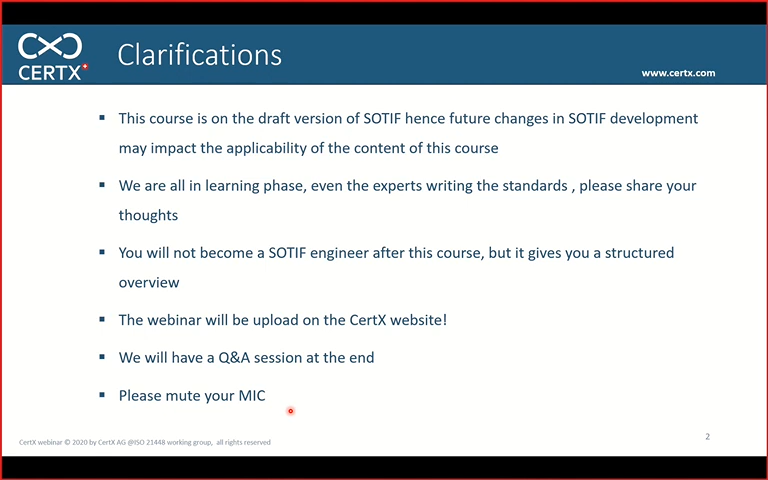 CERTX
Clarifications
www.certx.com
▪ This course is on the draft version of SOTIF hence future changes in SOTIF development
may impact the applicability of the content of this course
▪ We are all in learning phase, even the experts writing the standards , please share your
thoughts
▪ You will not become a SOTIF engineer after this course, but it gives you a structured
overview
▪ The webinar will be upload on the CertX website!
▪ We will have a Q&A session at the end
▪ Please mute your MIC
CertX webinar © 2020 by CertX AG @ISO 21448 working group, all rights reserved
2